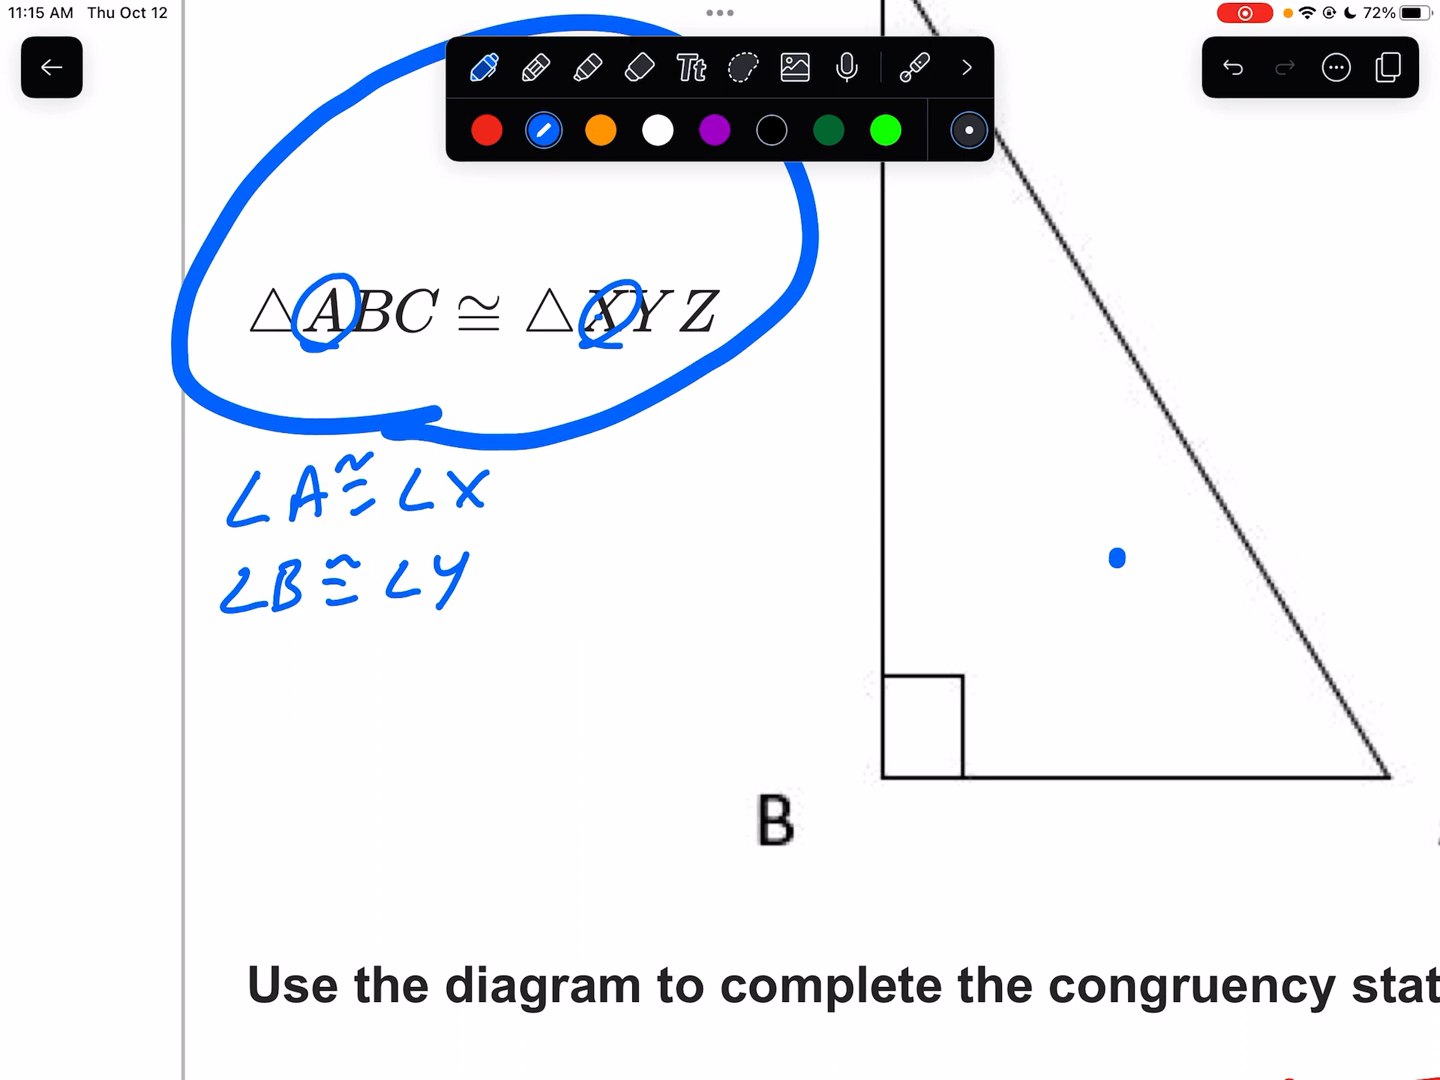 11:15 AM Thu Oct 12
72%
Tt
△ABC ≅ △XYZ
∠A ≅ ∠X
∠B ≅ ∠Y
B
Use the diagram to complete the congruency stat